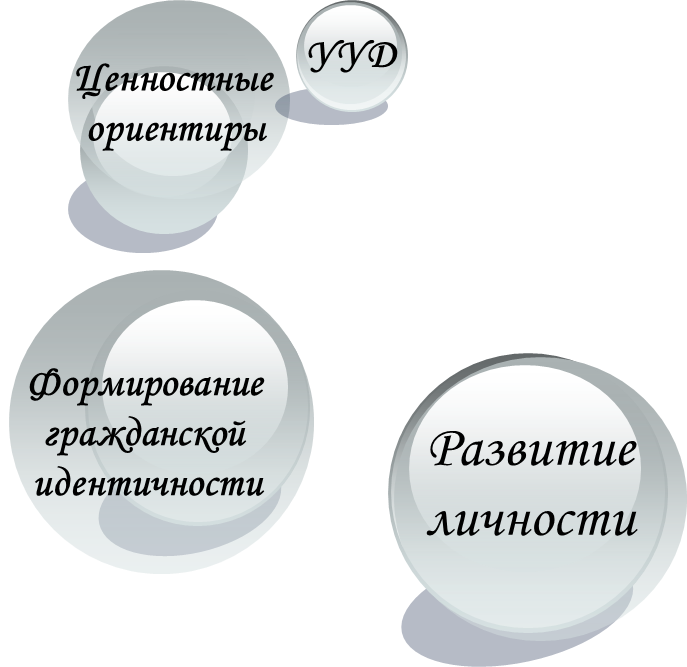 Ценностные
ориентиры
УУД
Формирование
гражданской
идентичности
Развитие
личности